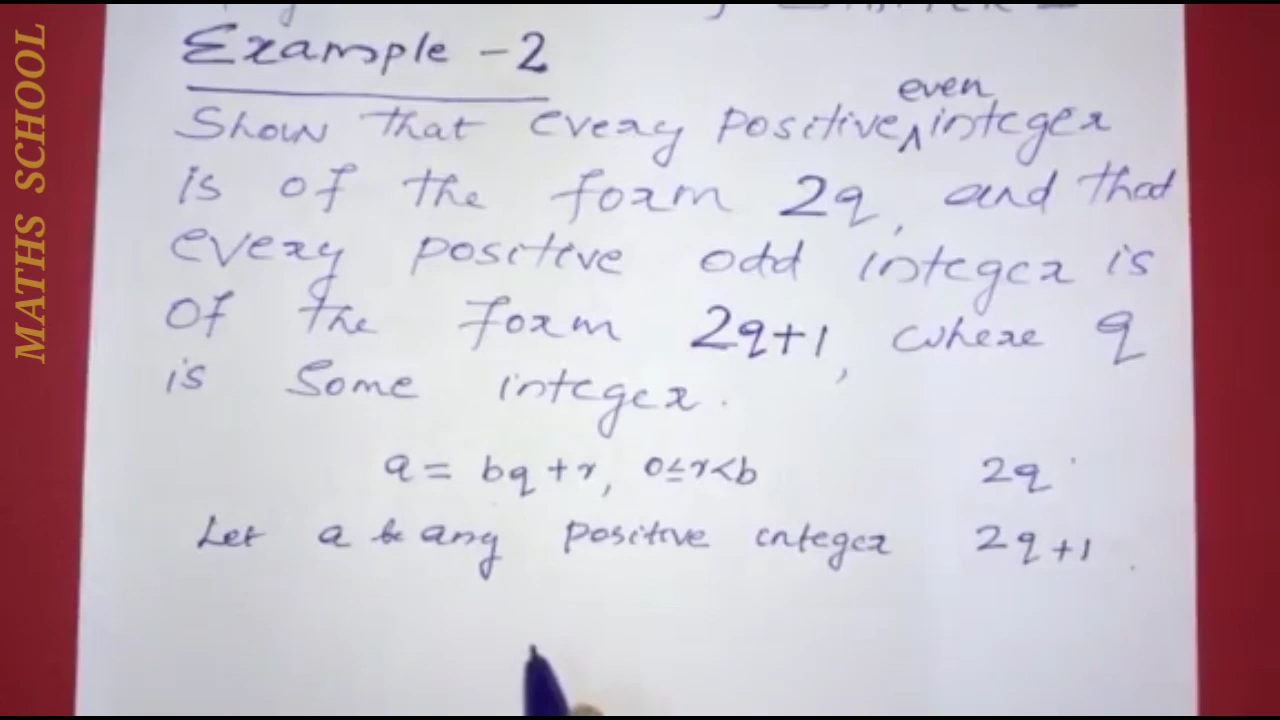 MATHS SCHOOL
Example - 2
even
Show that every positive ∧ integer
is of the form 2q, and that
every positive odd integer is
of the form 2q+1, where q
is some integer.
a = bq + r, 0≤r<b 2q
Let a be any positive integer 2q+1